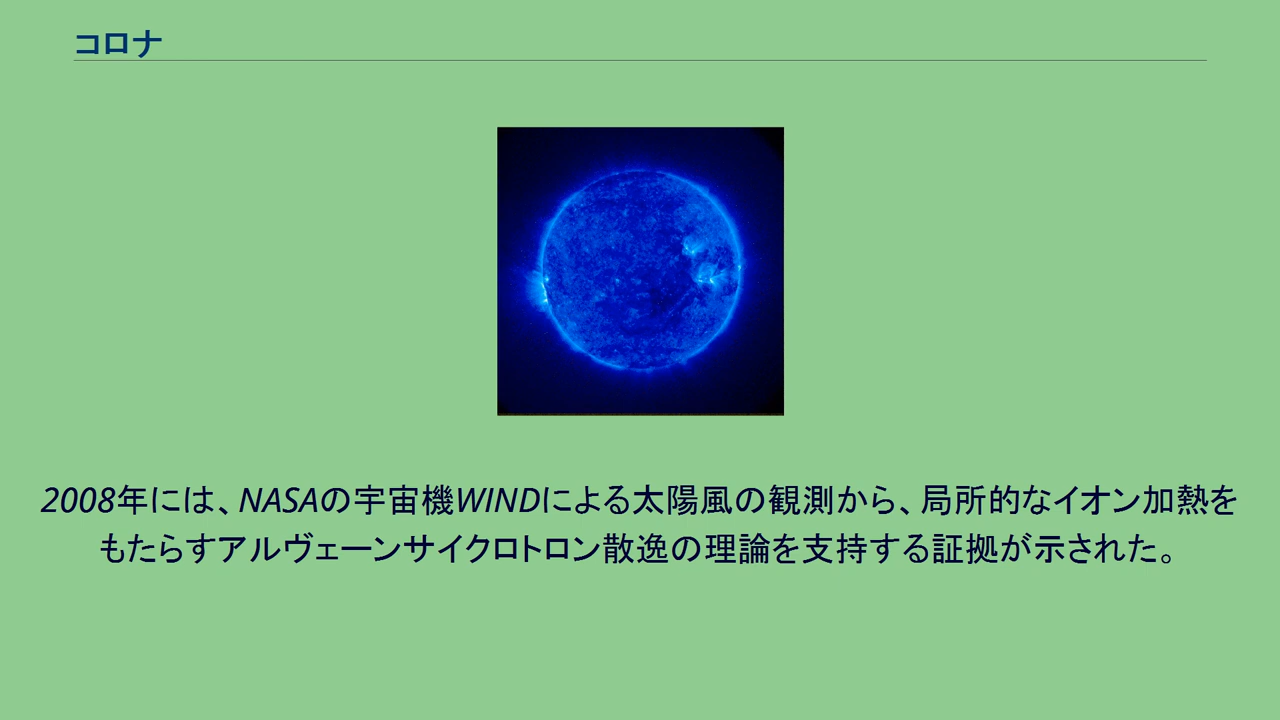 コロナ
2008年には、NASAの宇宙機WINDによる太陽風の観測から、局所的なイオン加熱を
もたらすアルヴェーンサイクロトロン散逸の理論を支持する証拠が示された。